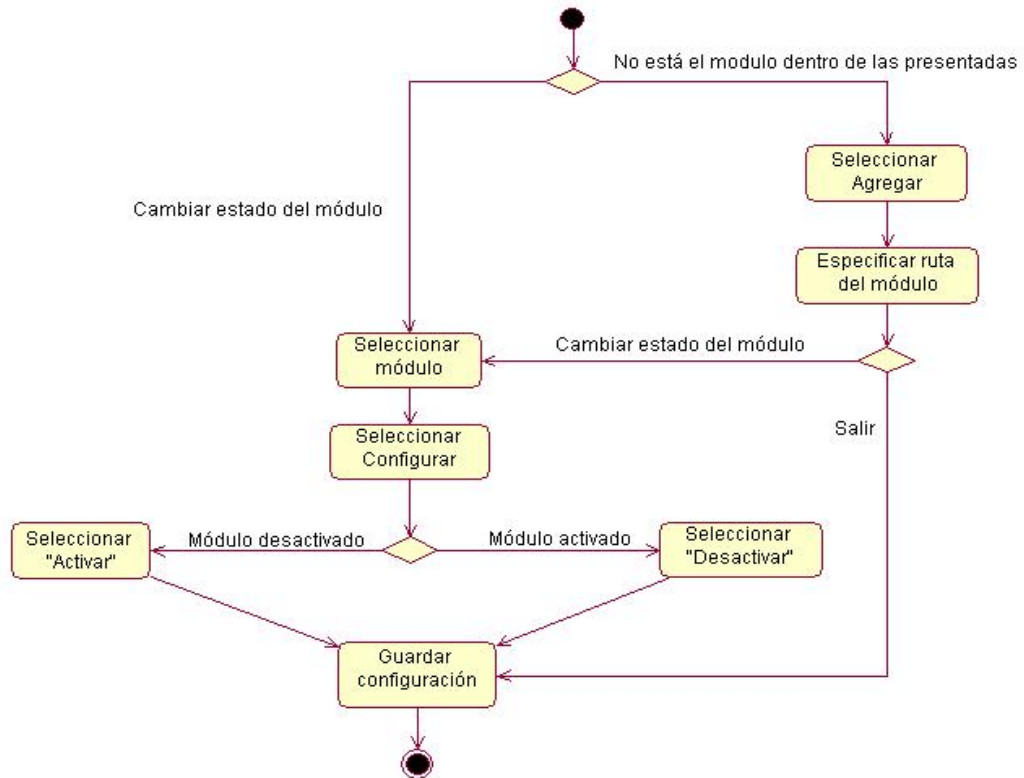 No está el modulo dentro de las presentadas
Seleccionar
Agregar
Cambiar estado del módulo
Especificar ruta
del módulo
Seleccionar
módulo
Cambiar estado del módulo
Salir
Seleccionar
Configurar
Seleccionar
"Activar"
Módulo desactivado
Módulo activado
Seleccionar
"Desactivar"
Guardar
configuración